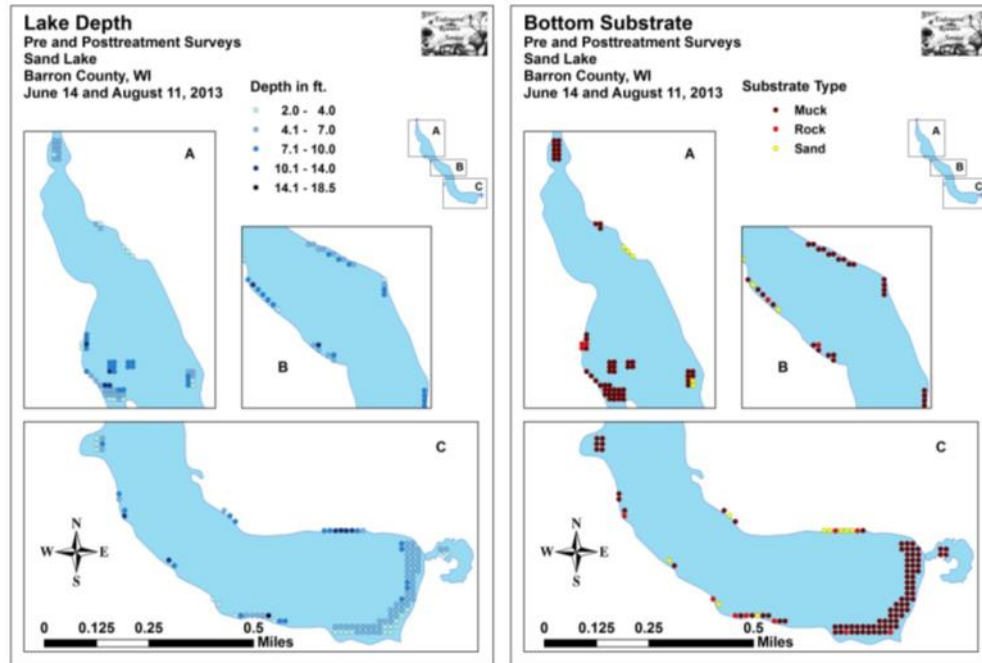 Lake Depth
Pre and Posttreatment Surveys
Sand Lake
Barron County, WI
June 14 and August 11, 2013
Depth in ft.
2.0 - 4.0
4.1 - 7.0
7.1 - 10.0
10.1 - 14.0
14.1 - 18.5
A
B
C
A
B
C
N
W E
S
0 0.125 0.25 0.5
Miles
Bottom Substrate
Pre and Posttreatment Surveys
Sand Lake
Barron County, WI
June 14 and August 11, 2013
Substrate Type
Muck
Rock
Sand
A
B
C
A
B
C
N
W E
S
0 0.125 0.25 0.5
Miles